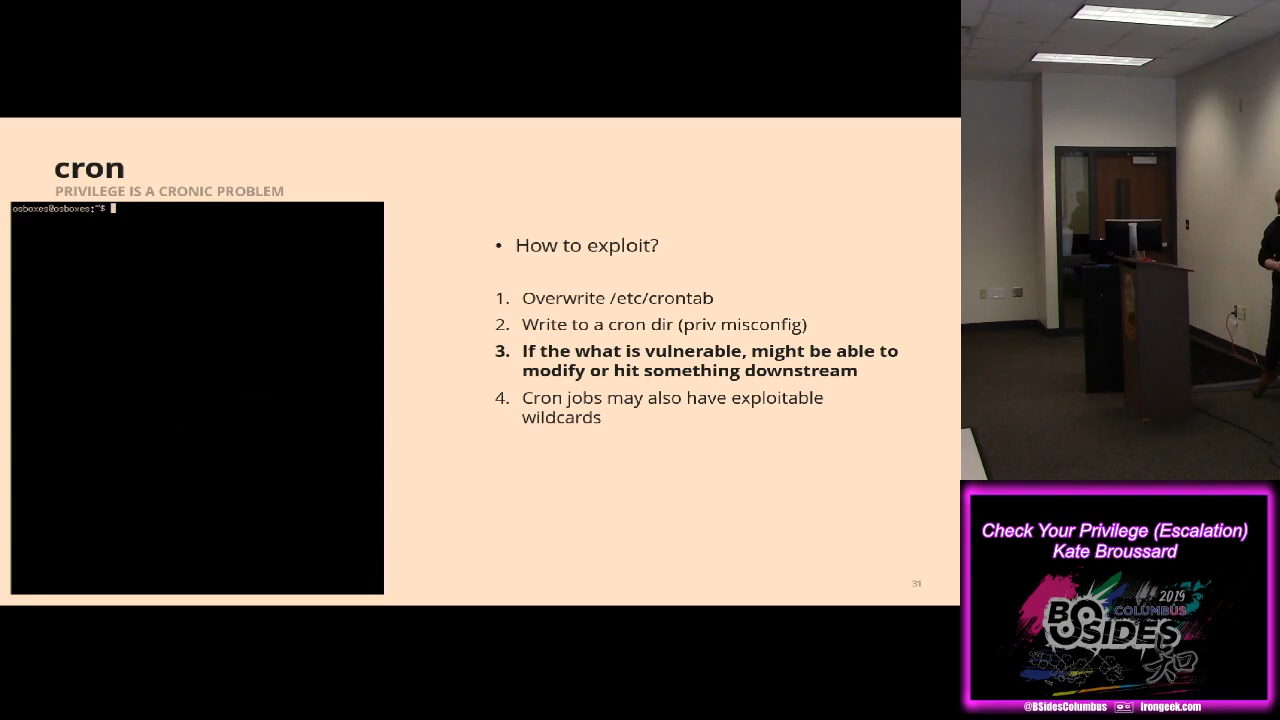 cron
PRIVILEGE IS A CRONIC PROBLEM
osboxes@osboxes:~$
• How to exploit?
1. Overwrite /etc/crontab
2. Write to a cron dir (priv misconfig)
3. If the what is vulnerable, might be able to
modify or hit something downstream
4. Cron jobs may also have exploitable
wildcards
31
Check Your Privilege (Escalation)
Kate Broussard
2019
COLUMBUS
BSIDES
知
@BSidesColumbus
Irongeek.com